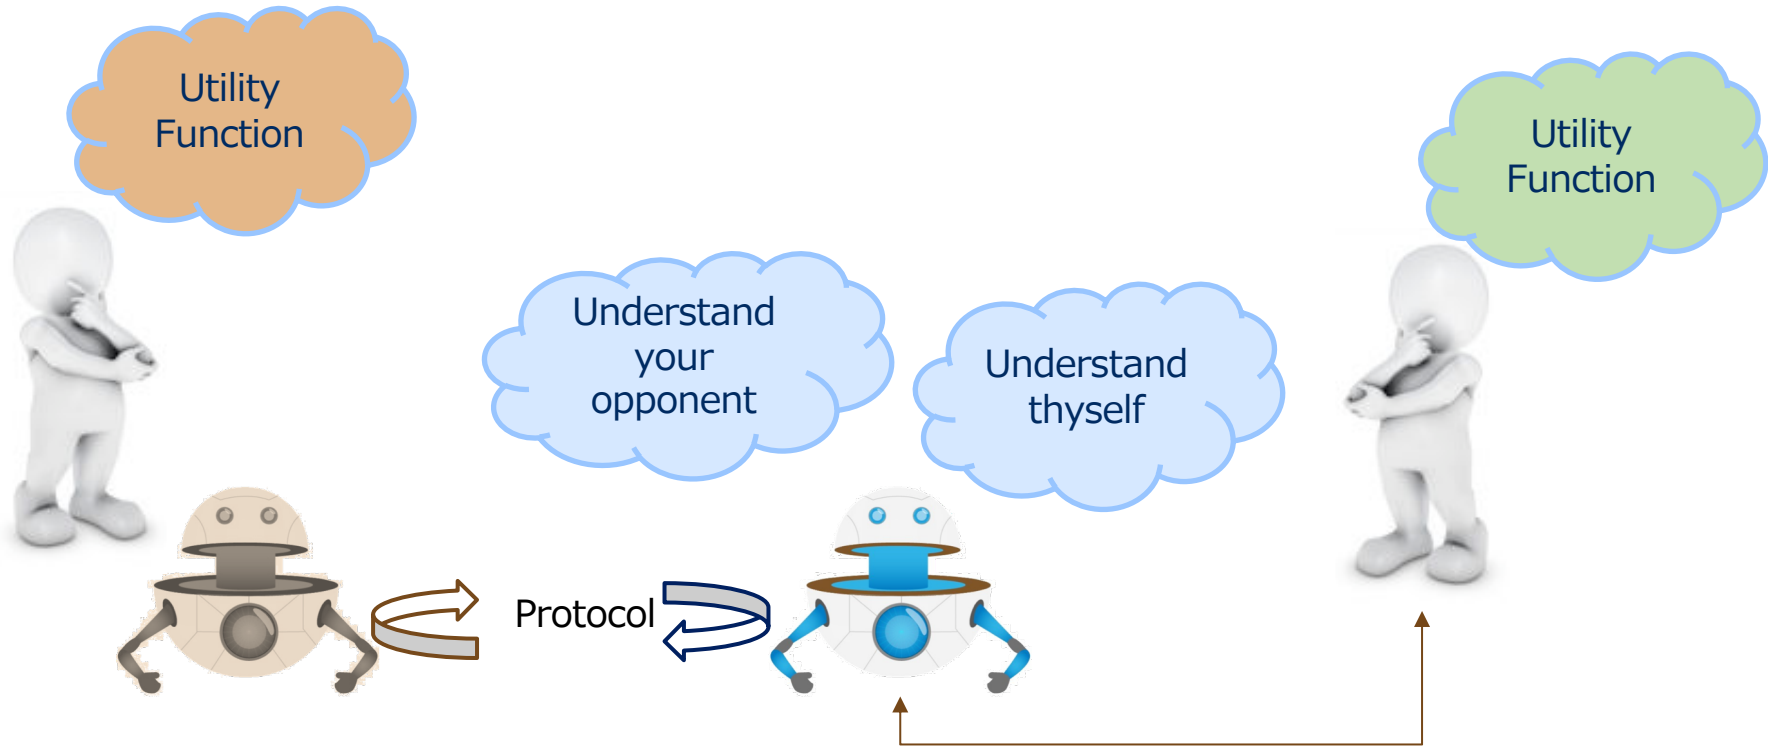 Utility
Function
Utility
Function
Understand
your
opponent
Understand
thyself
Protocol